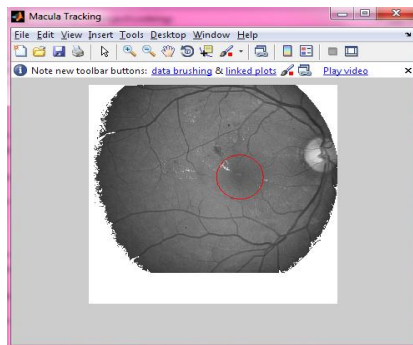 Macula Tracking
File Edit View Insert Tools Desktop Window Help
Note new toolbar buttons: data brushing & linked plots Play video